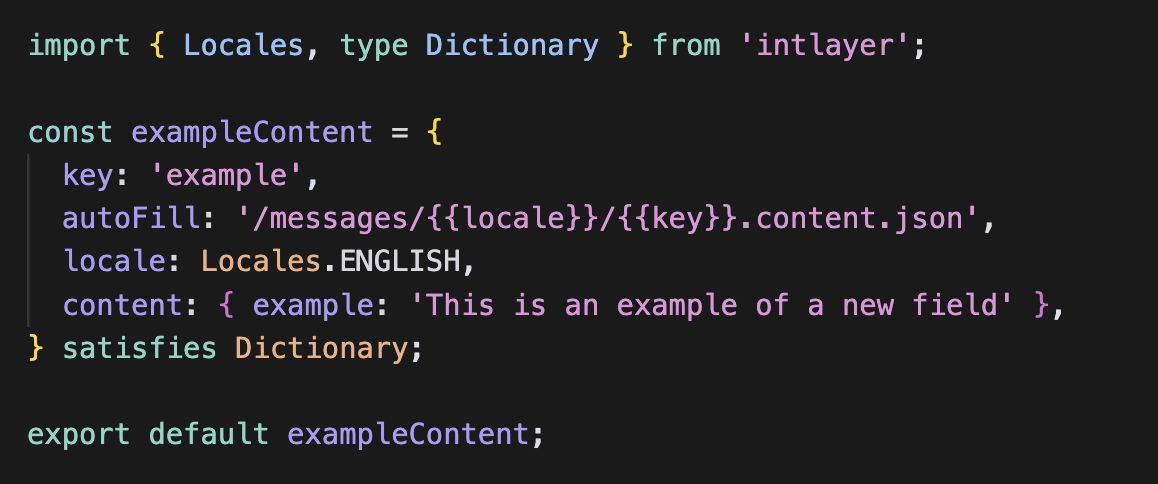 import { Locales, type Dictionary } from 'intlayer';
const exampleContent = {
key: 'example',
autoFill: '/messages/{{locale}}/{{key}}.content.json',
locale: Locales.ENGLISH,
content: { example: 'This is an example of a new field' },
} satisfies Dictionary;
export default exampleContent;